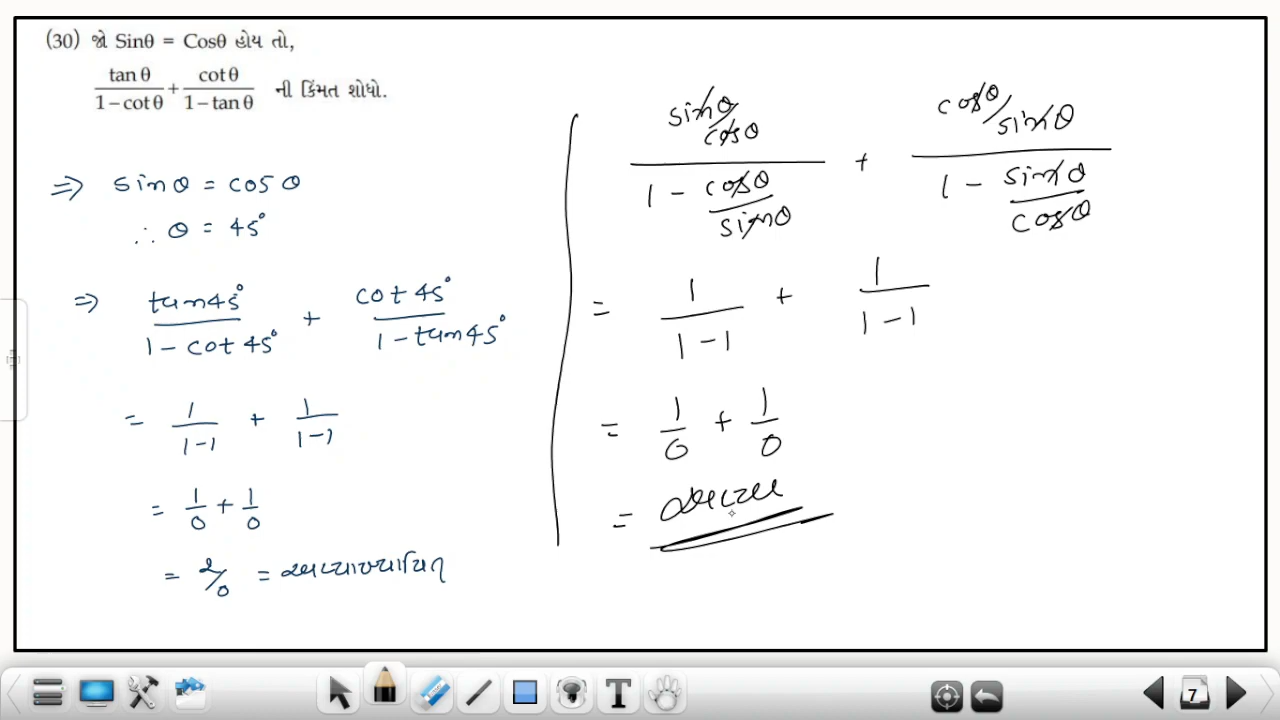 (30) જો Sinθ = Cosθ હોય તો,
tanθ/1−cotθ + cotθ/1−tanθ ની કિંમત શોધો.
⇒ sinθ = cosθ
∴ θ = 45°
⇒ tan45°/1−cot45° + cot45°/1−tan45°
= 1/1−1 + 1/1−1
= 1/0 + 1/0
= 2/0 =
sinθ/cosθ / 1−cosθ/sinθ + cosθ/sinθ / 1−sinθ/cosθ
= 1/1−1 + 1/1−1
= 1/0 + 1/0
=
7